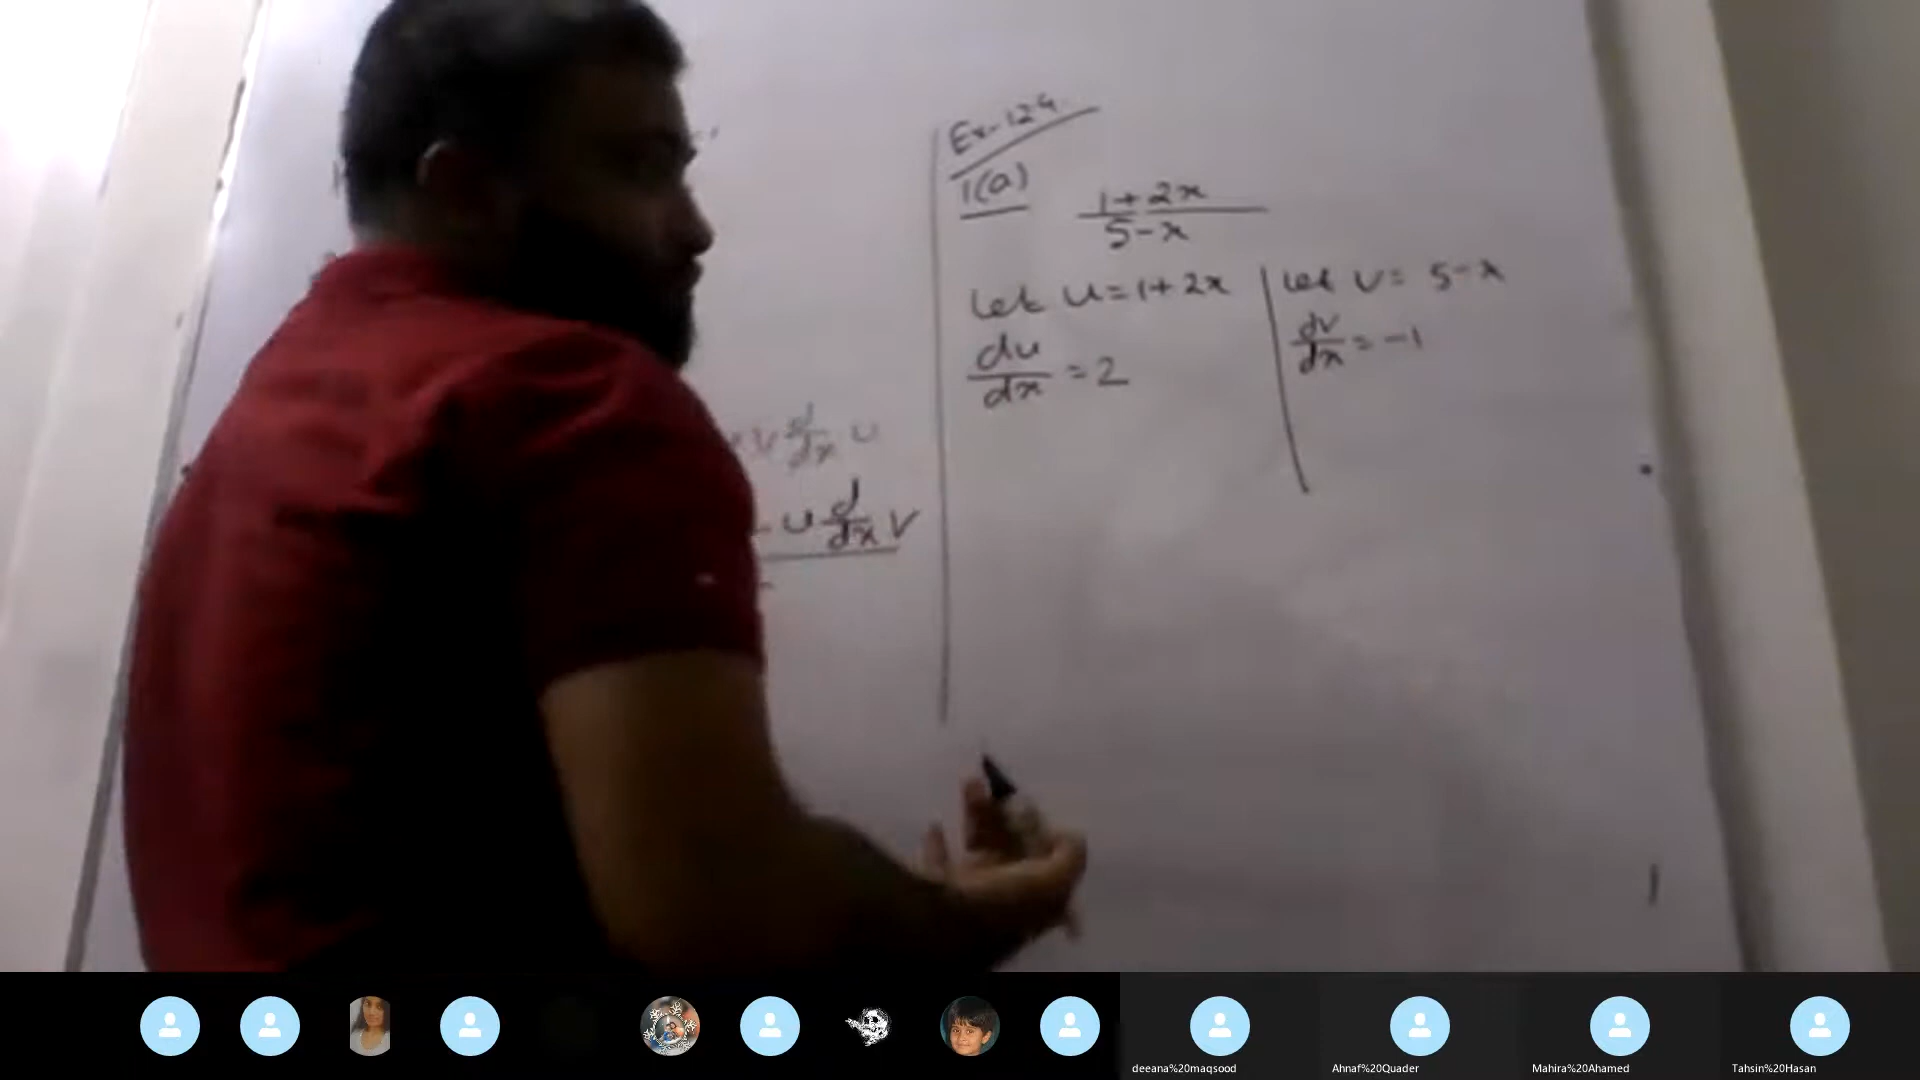 Ex-12.4
1(a)
1+2x
5-x
Let u=1+2x
du
dx
=2
Let v= 5-x
dv
dx
=-1
v d
dx
u
- u d
dx
v
deeana%20maqsood
Ahnaf%20Quader
Mahira%20Ahamed
Tahsin%20Hasan